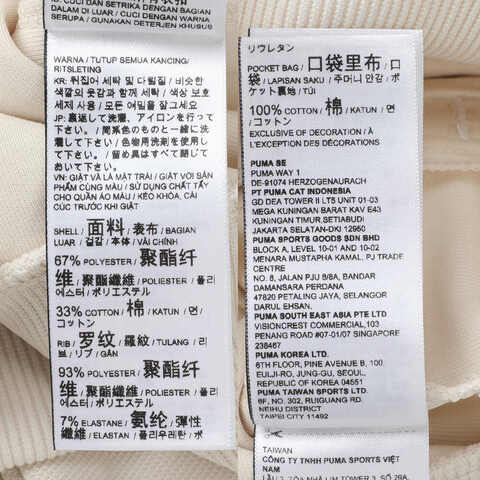 ID: CUCI DAN SETRIKA DENGAN BAGIAN
DALAM DI LUAR / CUCI DENGAN WARNA
SERUPA / GUNAKAN DETERJEN KHUSUS
WARNA / TUTUP SEMUA KANCING/
RITSLETING
KR: 뒤집어 세탁 및 다림질 / 비슷한
색깔의 옷감과 함께 세탁 / 색상 보호
세제 사용 / 모든 여밈을 잠그세요/
JP: 裏返して洗濯、アイロンを行って
下さい。/ 同系色のものと一緒に洗濯
して下さい。/ 色物用洗剤を使用し
て下さい。/ 留め具はすべて閉じて
おいて下さい/
VN: GIẶT VÀ LÀ MẶT TRÁI / GIẶT VỚI SẢN
PHẨM CÙNG MÀU / SỬ DỤNG CHẤT TẨY
CHO QUẦN ÁO MÀU / KÉO KHÓA, CÀI
CÚC TRƯỚC KHI GIẶT
SHELL / 面料 / 表布 / BAGIAN
LUAR / 겉감 / 本体 / VẢI CHÍNH
67% POLYESTER / 聚酯纤
维 / 聚酯纖維 / POLIESTER / 폴리
에스터 / ポリエステル
33% COTTON / 棉 / KATUN / 면
/ コットン
RIB / 罗纹 / 羅紋 / TULANG / 리
브 / リブ / GÂN
93% POLYESTER / 聚酯纤
维 / 聚酯纖維 / POLIESTER / 폴리
에스터 / ポリエステル
7% ELASTANE / 氨纶 / 彈性
纖維 / ELASTAN / 폴리우레탄 / ポ
リウレタン
POCKET BAG / 口袋里布 / 口
袋 / LAPISAN SAKU / 주머니 안감 / ポ
ケット裏地 / TÚI
100% COTTON / 棉 / KATUN / 면
/ コットン
EXCLUSIVE OF DECORATION / À
L'EXCEPTION DES DÉCORATIONS
PUMA SE
PUMA WAY 1
DE-91074 HERZOGENAURACH
PT PUMA CAT INDONESIA
GD TEA DEWA TOWER II LT5 UNIT 01-03
MEGA KUNINGAN BARAT KAV E43
KUNINGAN TIMUR,SETIABUDI
JAKARTA SELATAN-DKI 12950
PUMA SPORTS GOODS SDN BHD
BLOCK A, LEVEL 10-01 AND 10-02
MENARA MUSTAPHA KAMAL, PJ TRADE
CENTRE
NO. 8, JALAN PJU 8/8A, BANDAR
DAMANSARA PERDANA
47820 PETALING JAYA, SELANGOR
DARUL EHSAN.
PUMA SOUTH EAST ASIA PTE LTD
VISIONCREST COMMERCIAL,103
PENANG ROAD #07-01/07 SINGAPORE
238467
PUMA KOREA LTD.
6TH FLOOR, PINE AVENUE B, 100,
EULJI-RO, JUNG-GU, SEOUL,
REPUBLIC OF KOREA 04551
PUMA TAIWAN SPORTS LTD.
8F, NO. 302, RUIGUANG RD.
NEIHU DISTRICT
TAIPEI CITY 11492
TAIWAN
CÔNG TY TNHH PUMA SPORTS VIỆT
NAM
LẦU 2, TÒA NHÀ LIM TOWER 3, SỐ 29A,